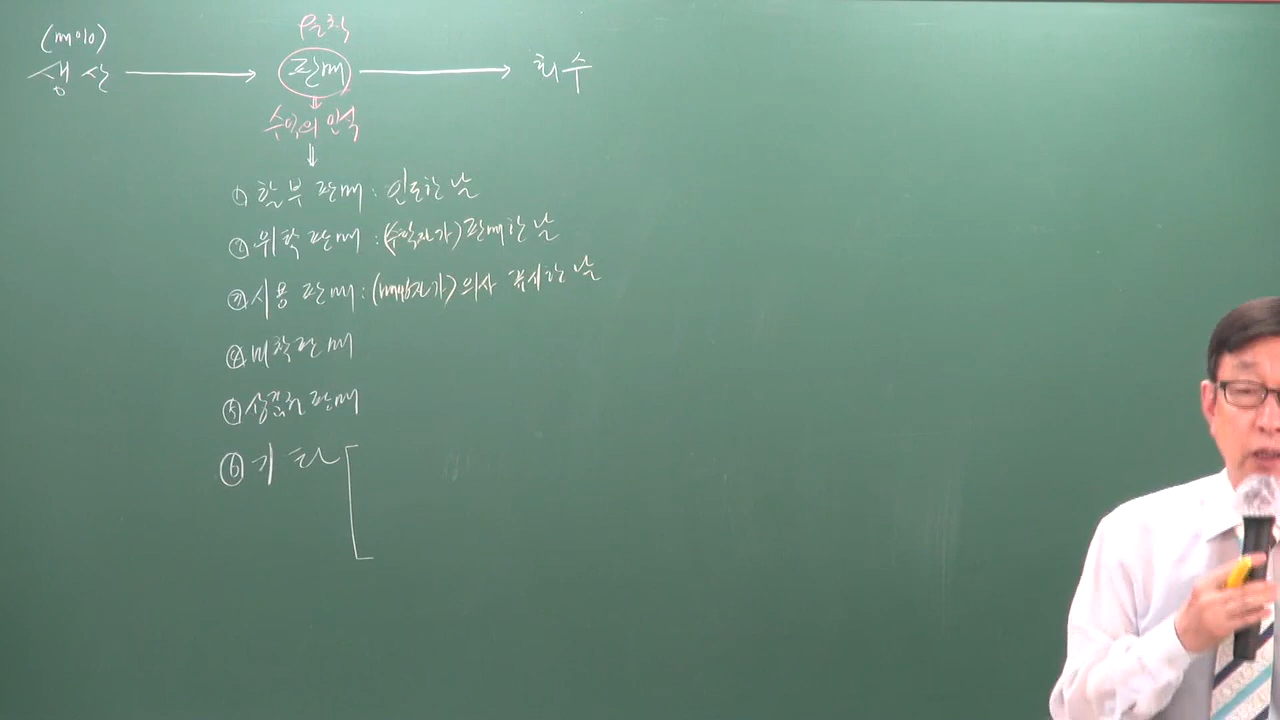 (매입)
생산 → 판매 → 회수
원칙
수익의 인식
① 할부 판매 : 인도한 날
② 위탁 판매 : (수탁자가) 판매한 날
③ 시용 판매 : (매입자가) 의사 표시한 날
④ 예약판매
⑤ 상품권 판매
⑥ 기타